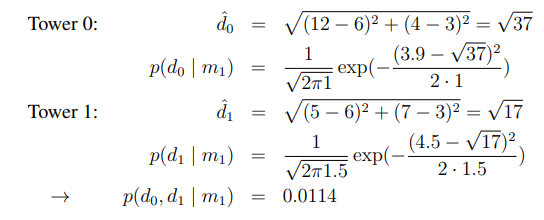 Tower 0: d̂₀ = √(12 − 6)² + (4 − 3)² = √37
p(d₀ | m₁) = 1/√2π1 exp(−(3.9 − √37)²/2 · 1)
Tower 1: d̂₁ = √(5 − 6)² + (7 − 3)² = √17
p(d₁ | m₁) = 1/√2π1.5 exp(−(4.5 − √17)²/2 · 1.5)
→ p(d₀, d₁ | m₁) = 0.0114